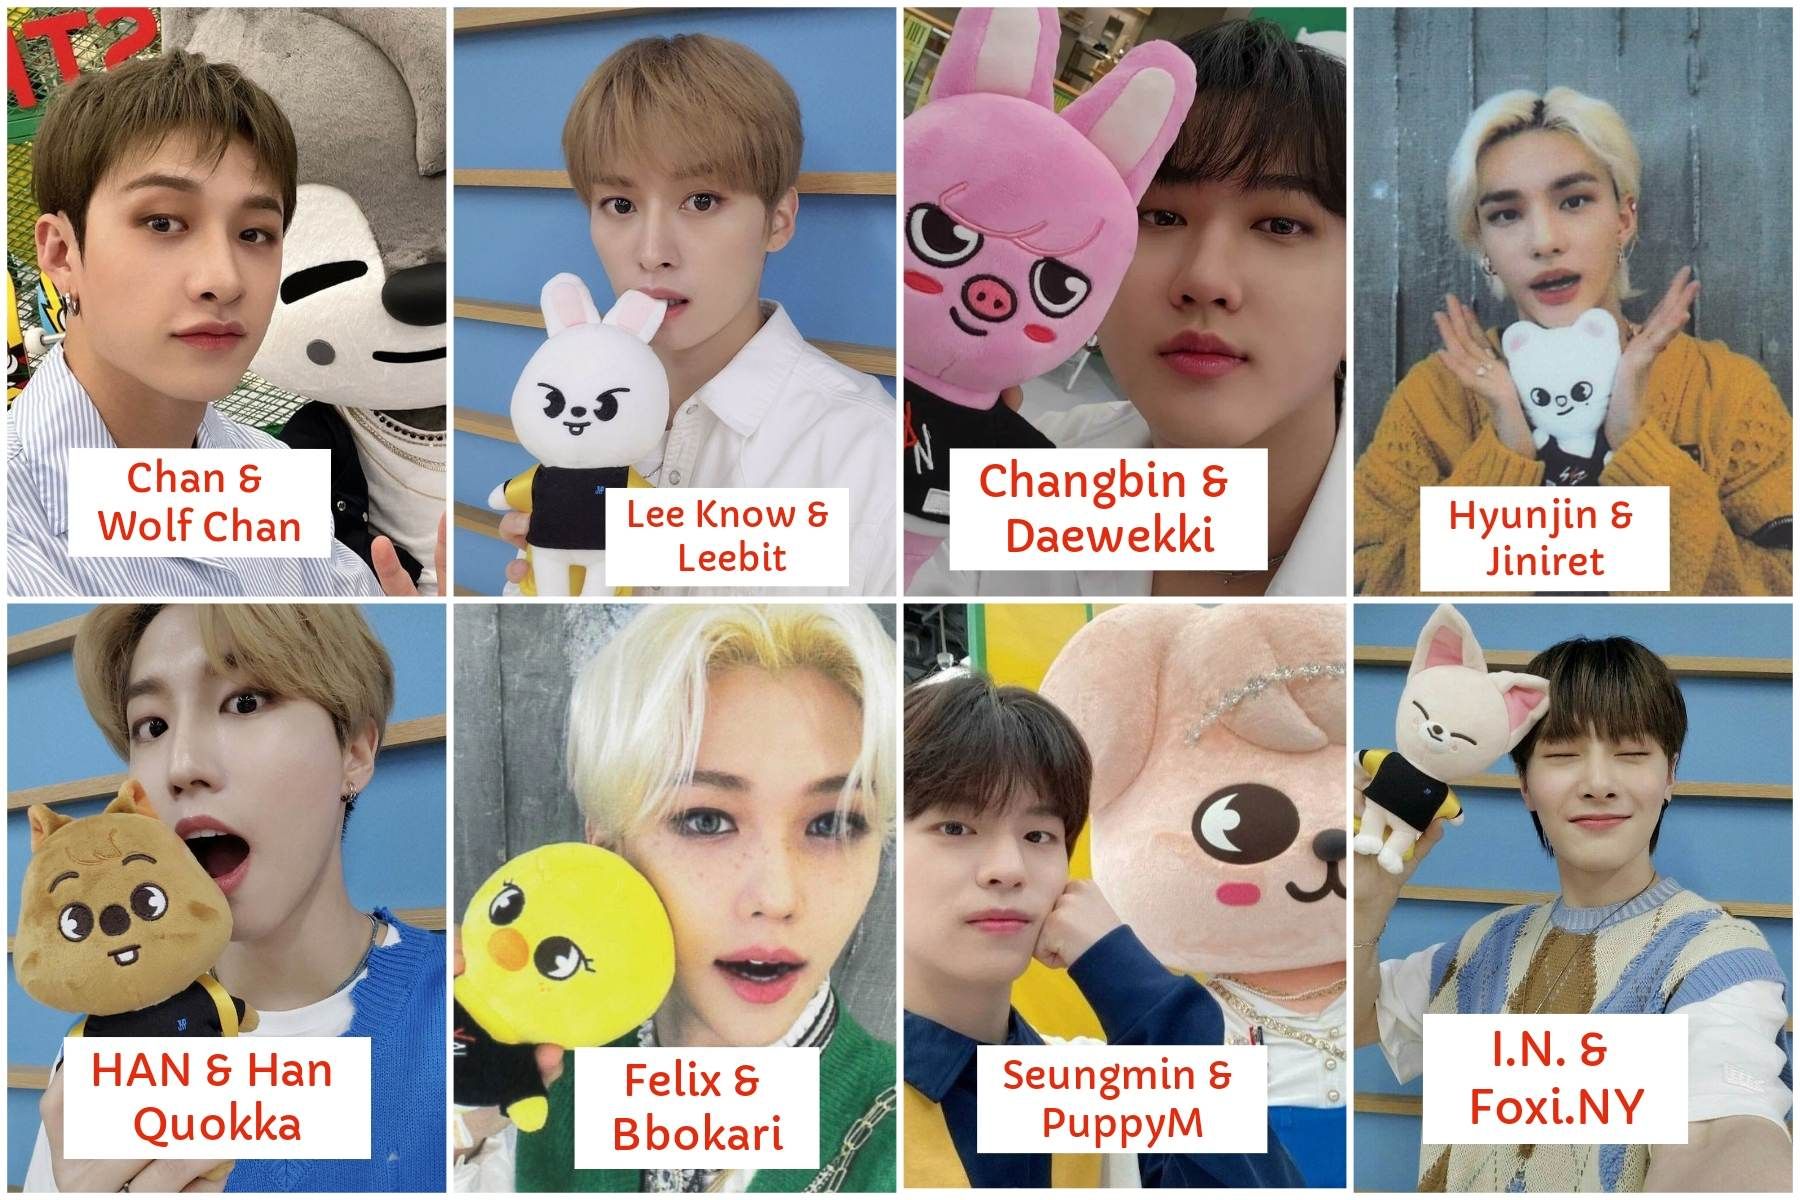 Chan &
Wolf Chan
Lee Know &
Leebit
Changbin &
Daewekki
Hyunjin &
Jiniret
HAN & Han
Quokka
Felix &
Bbokari
Seungmin &
PuppyM
I.N. &
Foxi.NY